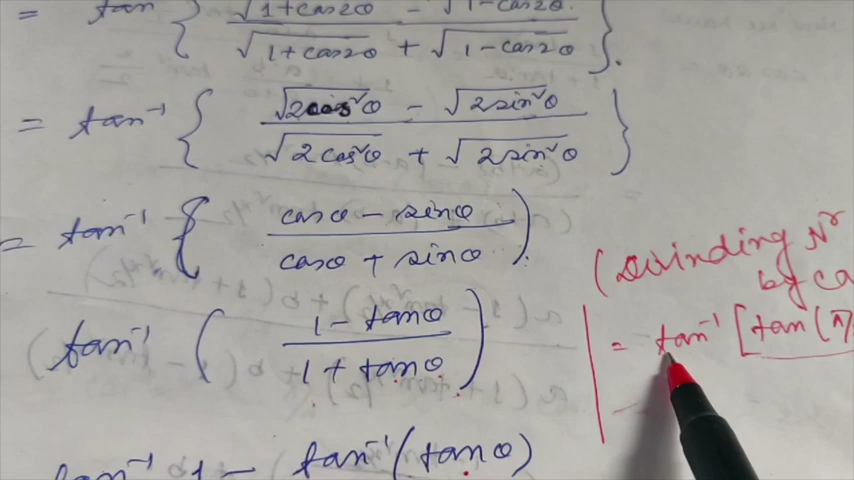 = tan⁻¹ { √1+cos2θ − √1−cos2θ / √1+cos2θ + √1−cos2θ }.
= tan⁻¹ { √2cos²θ − √2sin²θ / √2cos²θ + √2sin²θ }
= tan⁻¹ { cosθ − sinθ / cosθ + sinθ ).
(Dividing Nʳ
by
tan⁻¹ ( 1 − tanθ / 1 + tanθ )
= tan⁻¹ [tan(π/
tan⁻¹ 1 − tan⁻¹(tanθ)